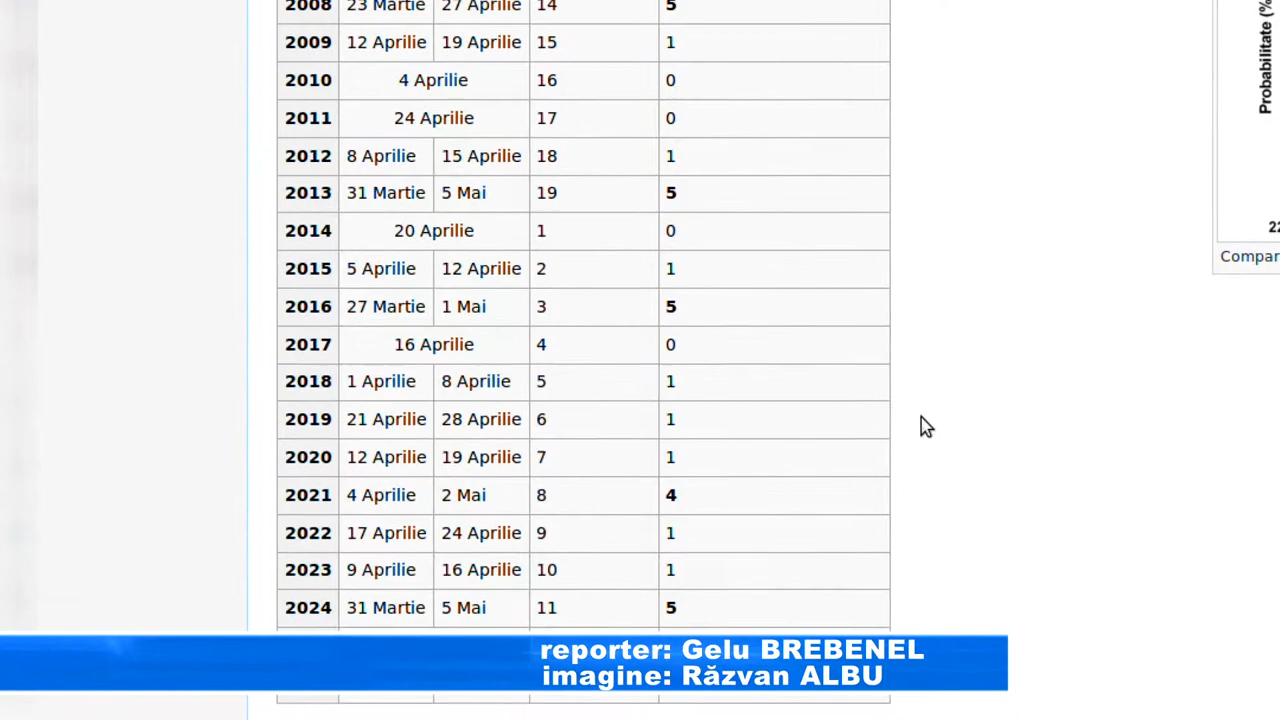 2008 23 Martie 27 Aprilie 14 5
2009 12 Aprilie 19 Aprilie 15 1
2010 4 Aprilie 16 0
2011 24 Aprilie 17 0
2012 8 Aprilie 15 Aprilie 18 1
2013 31 Martie 5 Mai 19 5
2014 20 Aprilie 1 0
2015 5 Aprilie 12 Aprilie 2 1
2016 27 Martie 1 Mai 3 5
2017 16 Aprilie 4 0
2018 1 Aprilie 8 Aprilie 5 1
2019 21 Aprilie 28 Aprilie 6 1
2020 12 Aprilie 19 Aprilie 7 1
2021 4 Aprilie 2 Mai 8 4
2022 17 Aprilie 24 Aprilie 9 1
2023 9 Aprilie 16 Aprilie 10 1
2024 31 Martie 5 Mai 11 5
Probabilitate (%
22
Compar
reporter: Gelu BREBENEL
imagine: Răzvan ALBU